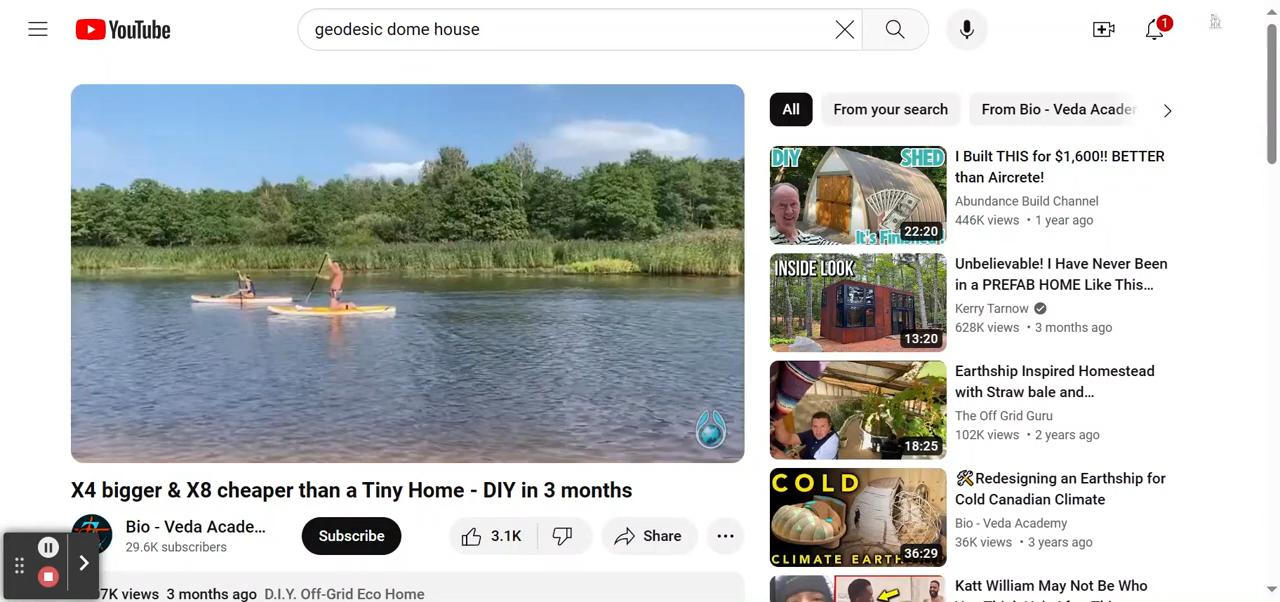 YouTube
geodesic dome house
1
All
From your search
From Bio - Veda Acader
DIY SHED
It's Finished
22:20
I Built THIS for $1,600!! BETTER
than Aircrete!
Abundance Build Channel
446K views • 1 year ago
INSIDE LOOK
13:20
Unbelievable! I Have Never Been
in a PREFAB HOME Like This...
Kerry Tarnow
628K views • 3 months ago
18:25
Earthship Inspired Homestead
with Straw bale and...
The Off Grid Guru
102K views • 2 years ago
COLD
CLIMATE EARTH
36:29
🛠Redesigning an Earthship for
Cold Canadian Climate
Bio - Veda Academy
36K views • 3 years ago
Katt William May Not Be Who
X4 bigger & X8 cheaper than a Tiny Home - DIY in 3 months
Bio - Veda Acade...
29.6K subscribers
Subscribe
3.1K
Share
7K views 3 months ago D.I.Y. Off-Grid Eco Home